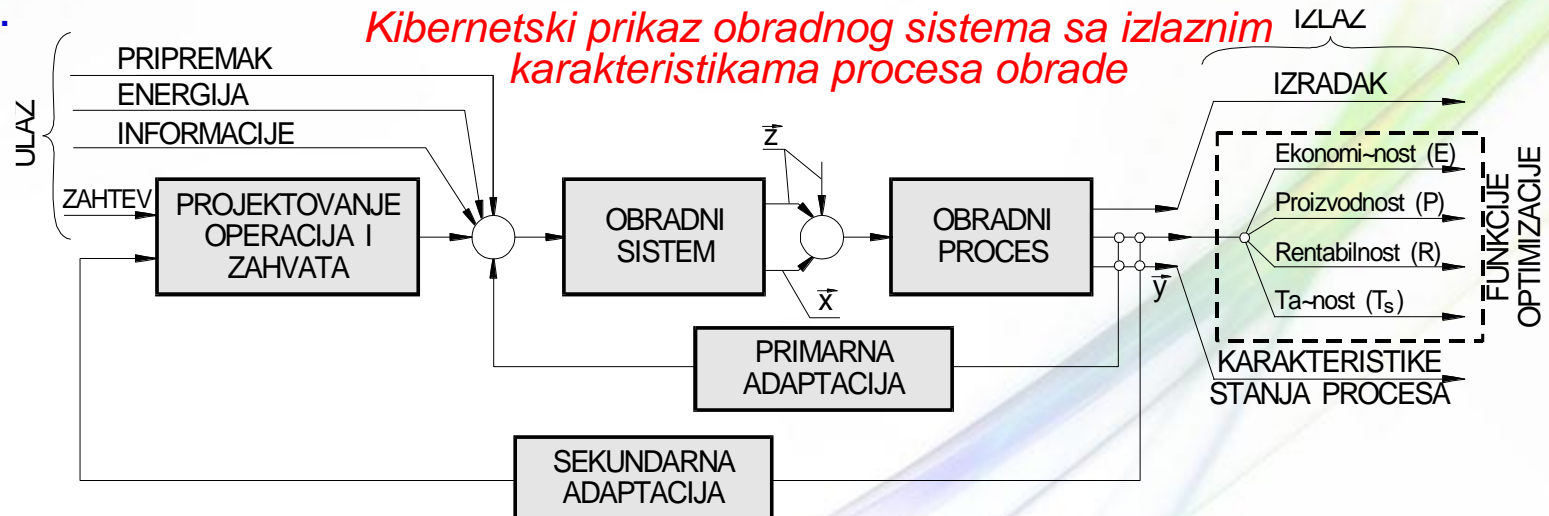 Kibernetski prikaz obradnog sistema sa izlaznim
karakteristikama procesa obrade
ULAZ
PRIPREMAK
ENERGIJA
INFORMACIJE
ZAHTEV
PROJEKTOVANJE
OPERACIJA I
ZAHVATA
OBRADNI
SISTEM
z⃗
x⃗
OBRADNI
PROCES
y⃗
PRIMARNA
ADAPTACIJA
SEKUNDARNA
ADAPTACIJA
IZLAZ
IZRADAK
Ekonomi~nost (E)
Proizvodnost (P)
Rentabilnost (R)
Ta~nost (Ts)
FUNKCIJE
OPTIMIZACIJE
KARAKTERISTIKE
STANJA PROCESA